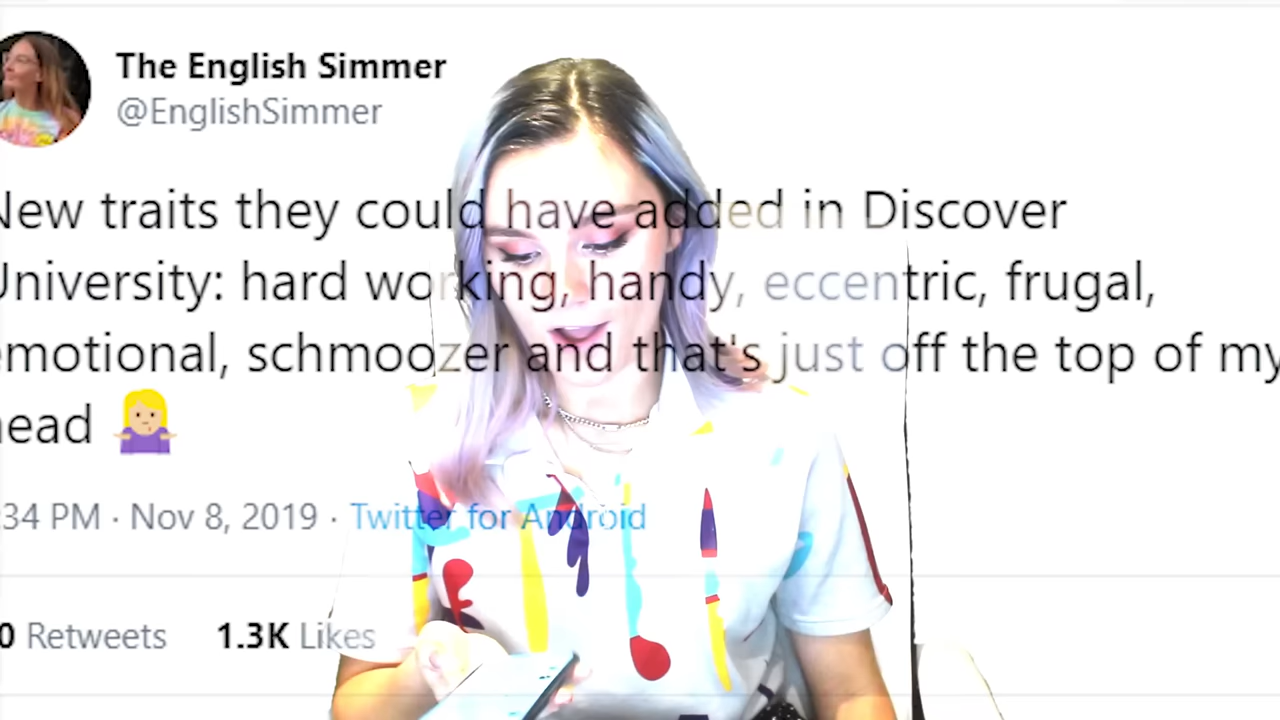 The English Simmer
@EnglishSimmer
New traits they could have added in Discover
University: hard working, handy, eccentric, frugal,
emotional, schmoozer and that's just off the top of my
head 🤷‍♀️
:34 PM · Nov 8, 2019 · Twitter for Android
0 Retweets 1.3K Likes